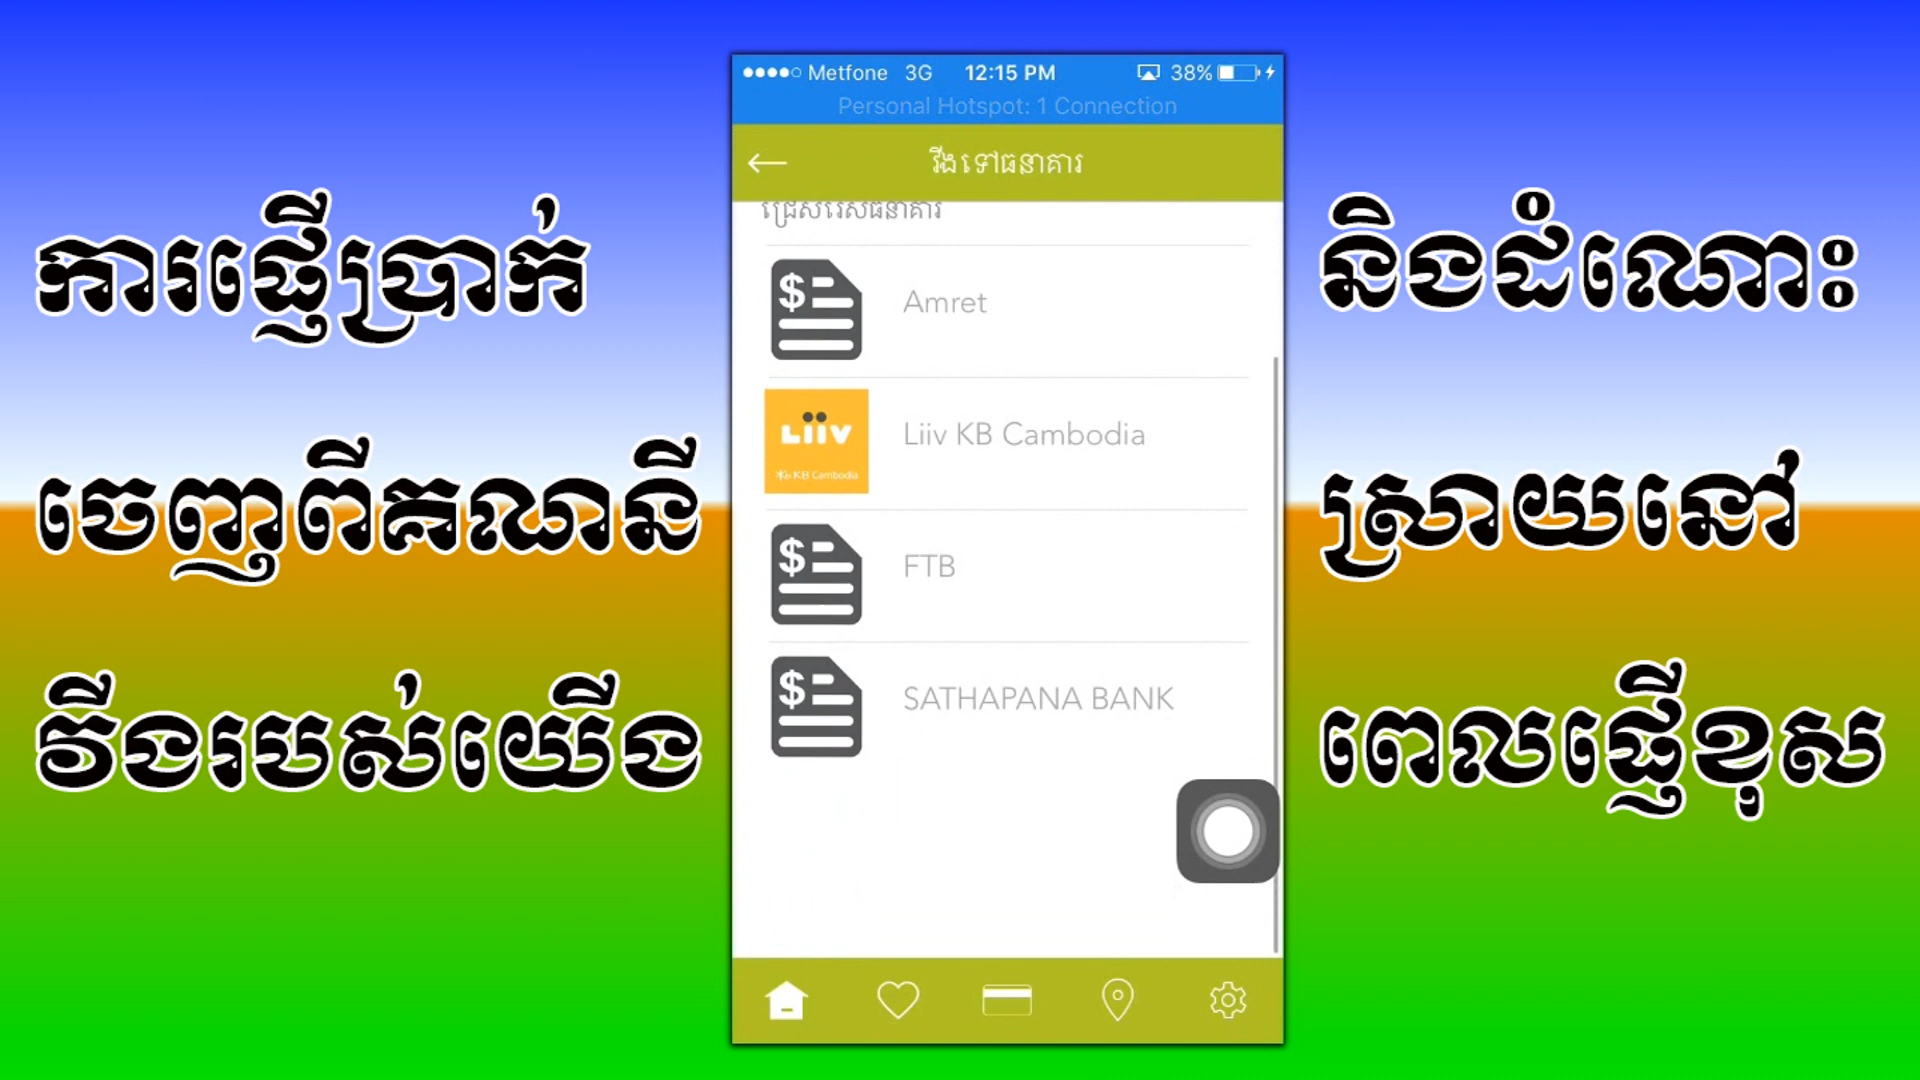 ការផ្ញើប្រាក់
ចេញពីគណនី
វីងរបស់យើង
Metfone 3G 12:15 PM 38%
Personal Hotspot: 1 Connection
វីងទៅធនាគារ
ជ្រើសរើសធនាគារ
Amret
Liiv
KB Cambodia
Liiv KB Cambodia
FTB
SATHAPANA BANK
និងដំណោះ
ស្រាយនៅ
ពេលផ្ញើខុស